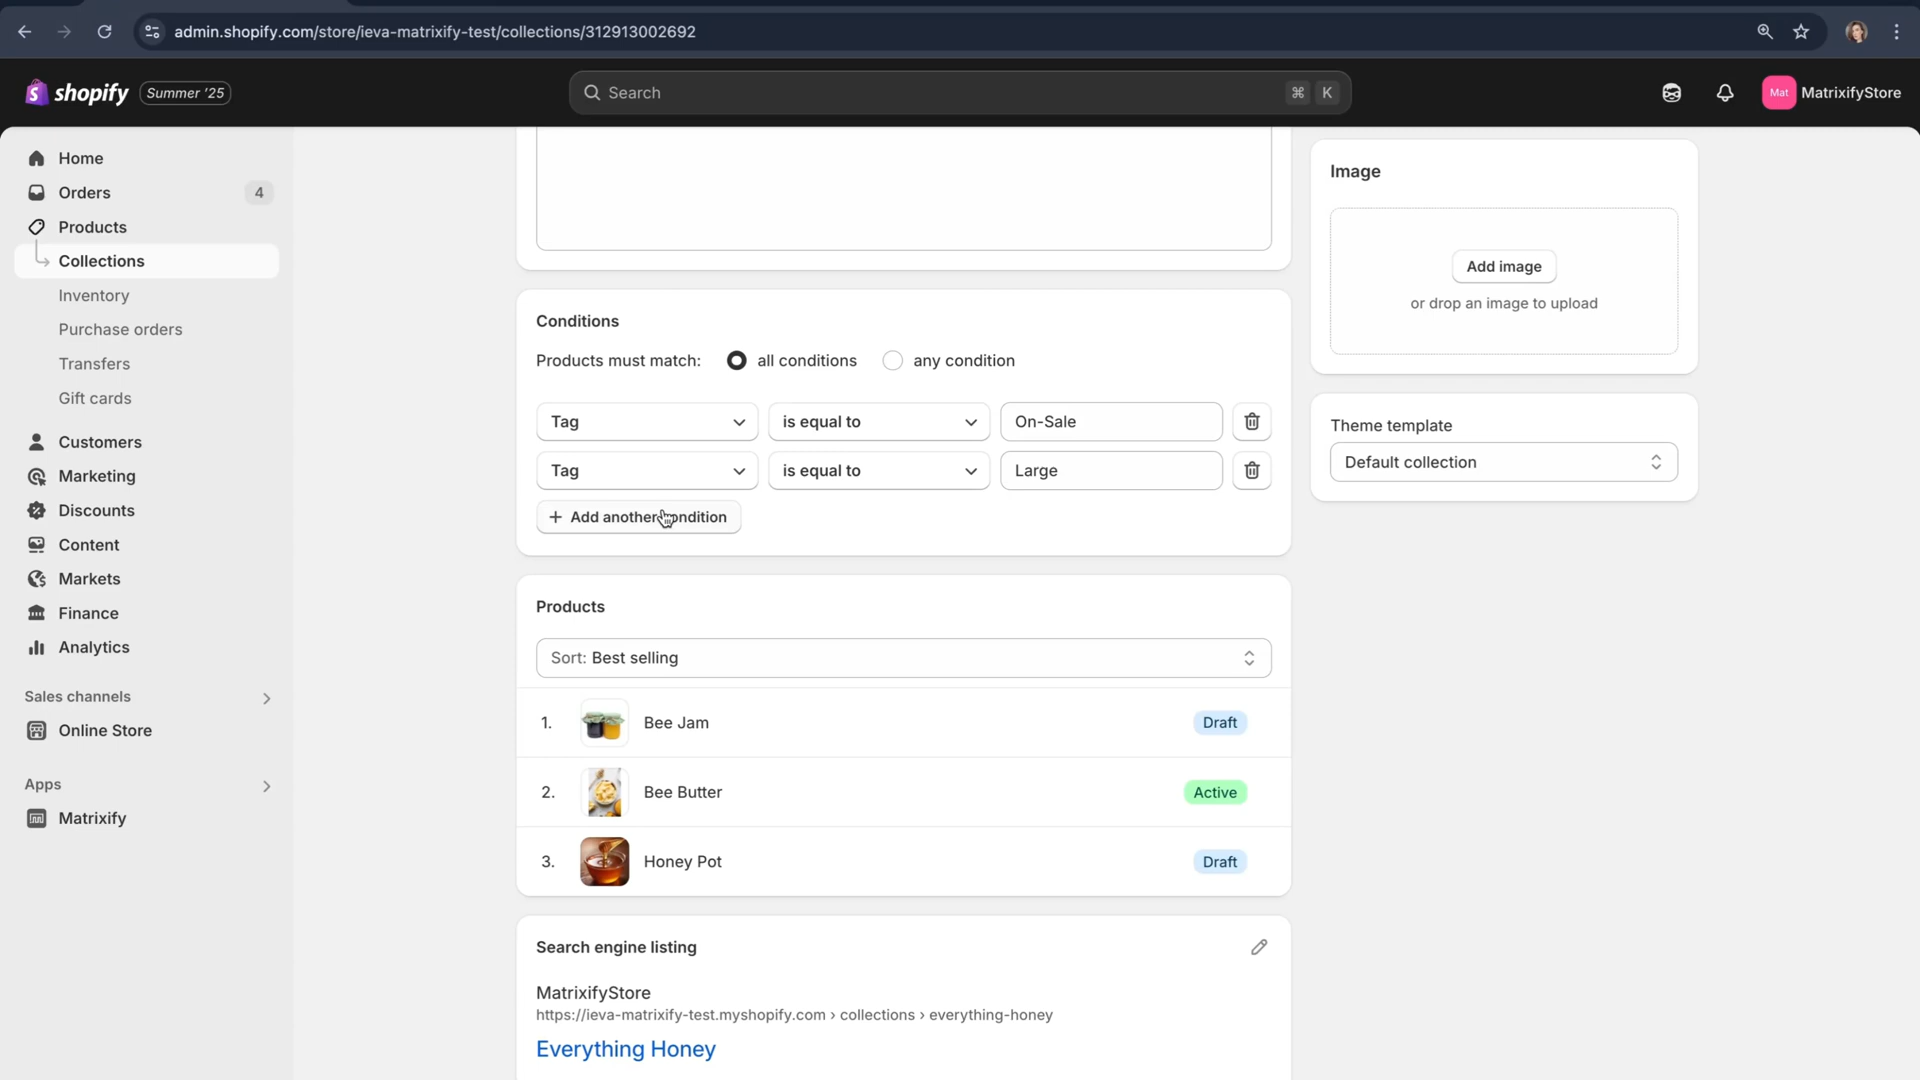 admin.shopify.com/store/ieva-matrixify-test/collections/312913002692
shopify Summer '25
Search
⌘ K
Mat MatrixifyStore
Home
Orders 4
Products
Collections
Inventory
Purchase orders
Transfers
Gift cards
Customers
Marketing
Discounts
Content
Markets
Finance
Analytics
Sales channels
Online Store
Apps
Matrixify
Conditions
Products must match: all conditions any condition
Tag is equal to On-Sale
Tag is equal to Large
+ Add another condition
Products
Sort: Best selling
1. Bee Jam Draft
2. Bee Butter Active
3. Honey Pot Draft
Search engine listing
MatrixifyStore
https://ieva-matrixify-test.myshopify.com › collections › everything-honey
Everything Honey
Image
Add image
or drop an image to upload
Theme template
Default collection